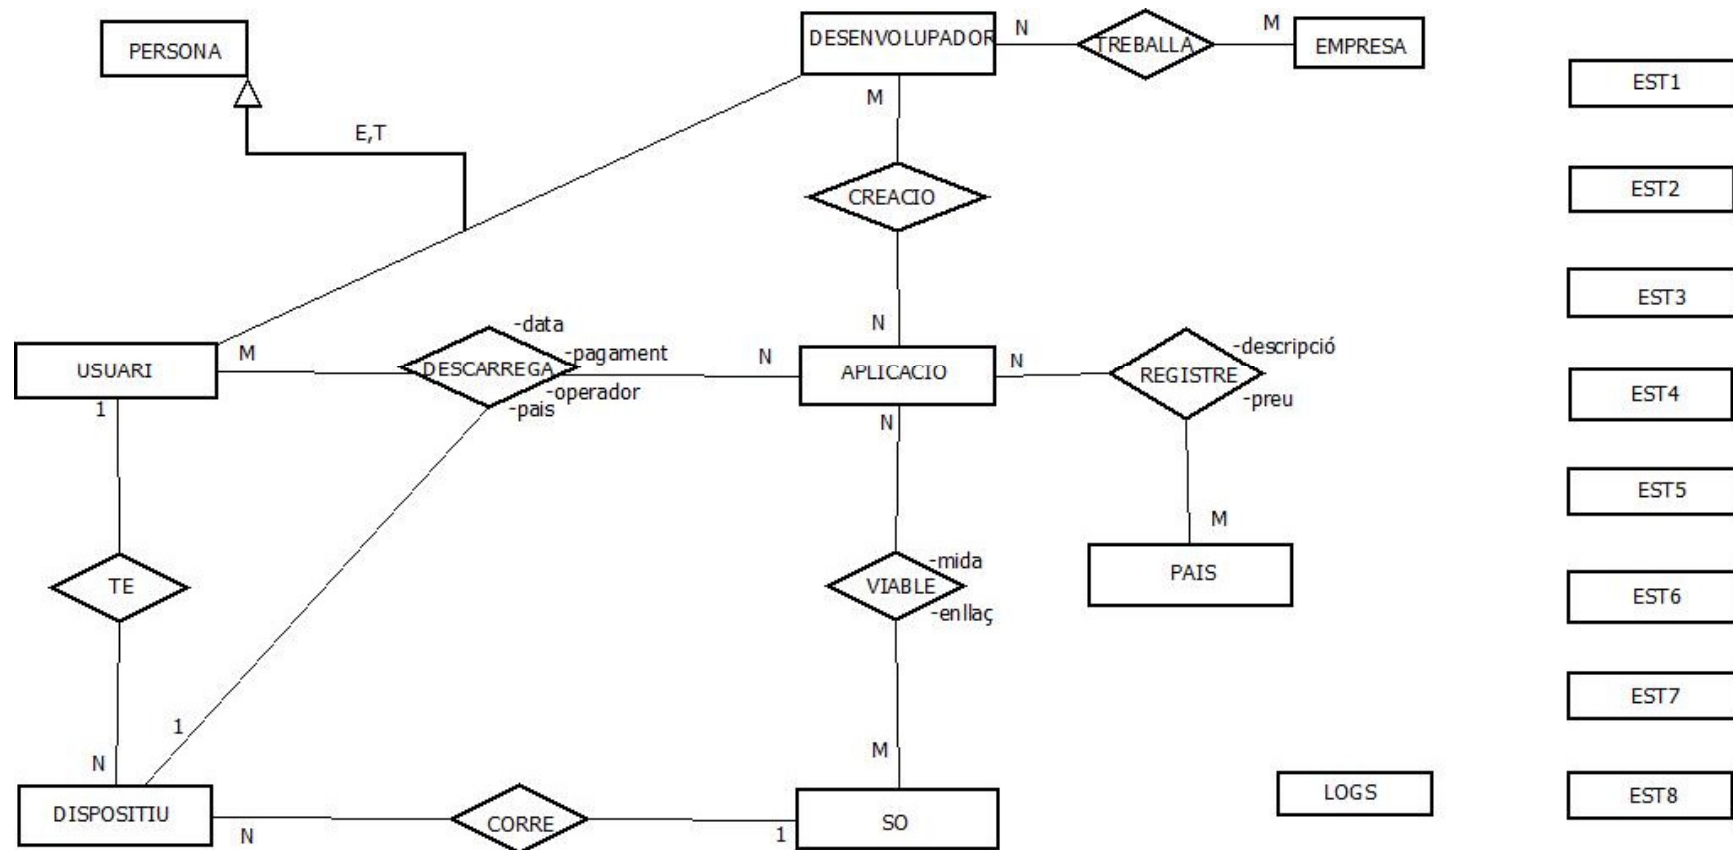 PERSONA
DESENVOLUPADOR
N
TREBALLA
M
EMPRESA
EST1
M
E,T
EST2
CREACIO
EST3
N
-data
M
-pagament
N
N
-descripció
USUARI
DESCARREGA
APLICACIO
REGISTRE
EST4
-operador
-preu
-pais
1
N
EST5
M
-mida
TE
VIABLE
PAIS
EST6
-enllaç
EST7
1
M
N
LOGS
EST8
DISPOSITIU
CORRE
SO
N
1